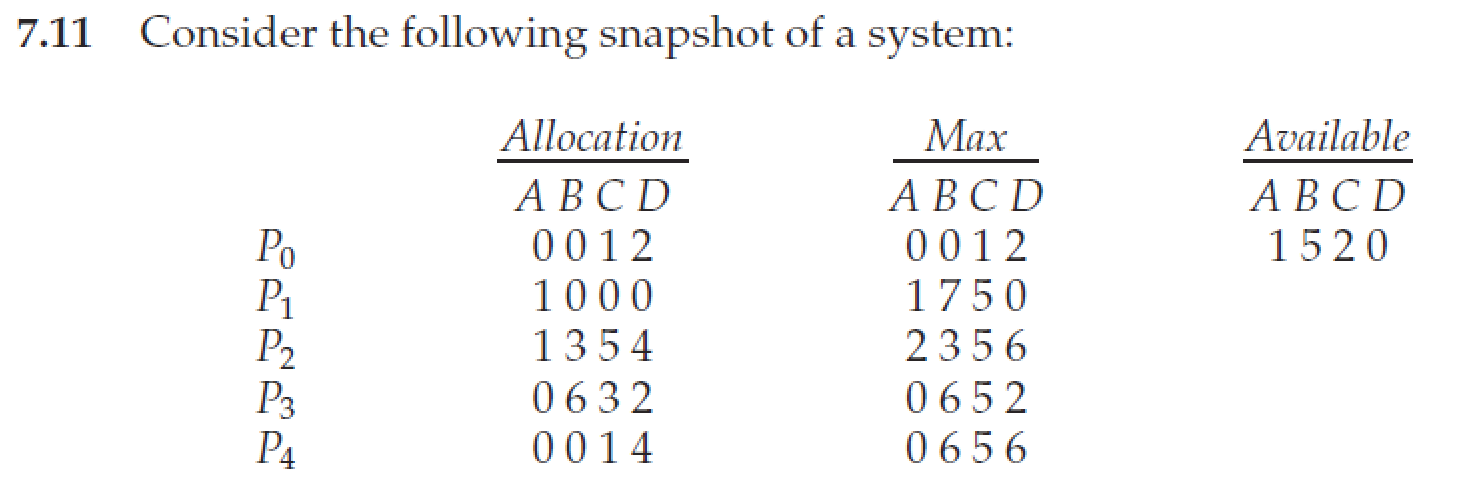 7.11 Consider the following snapshot of a system:
Allocation Max Available
A B C D A B C D A B C D
P0 0 0 1 2 0 0 1 2 1 5 2 0
P1 1 0 0 0 1 7 5 0
P2 1 3 5 4 2 3 5 6
P3 0 6 3 2 0 6 5 2
P4 0 0 1 4 0 6 5 6